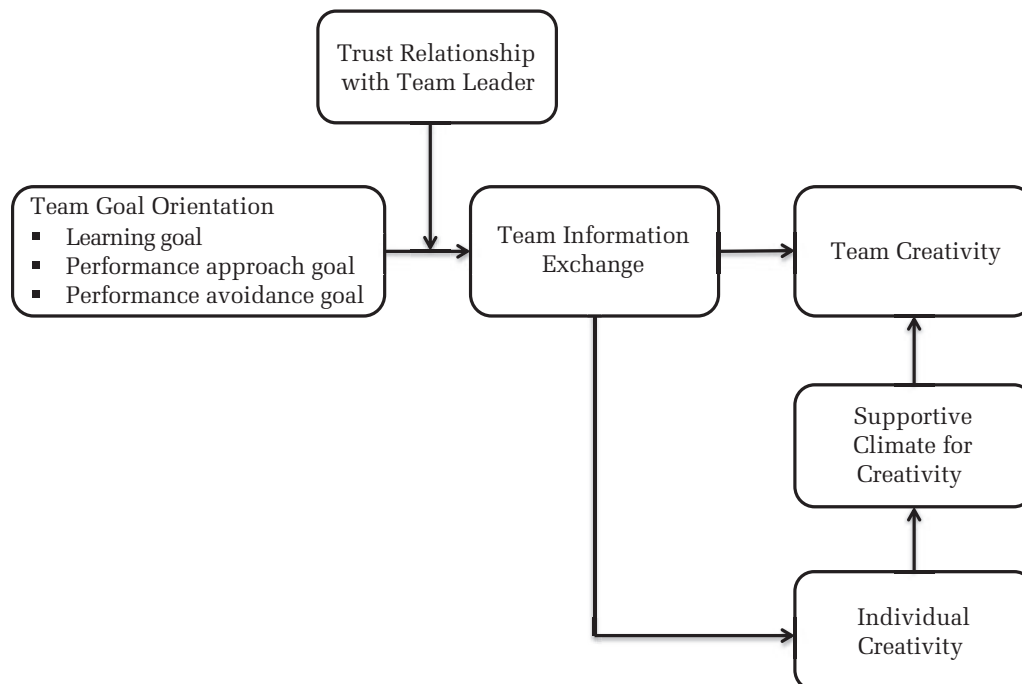 Trust Relationship
with Team Leader
Team Goal Orientation
▪ Learning goal
▪ Performance approach goal
▪ Performance avoidance goal
Team Information
Exchange
Team Creativity
Supportive
Climate for
Creativity
Individual
Creativity